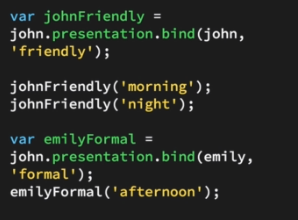 var johnFriendly =
john.presentation.bind(john,
'friendly');
johnFriendly('morning');
johnFriendly('night');
var emilyFormal =
john.presentation.bind(emily,
'formal');
emilyFormal('afternoon');